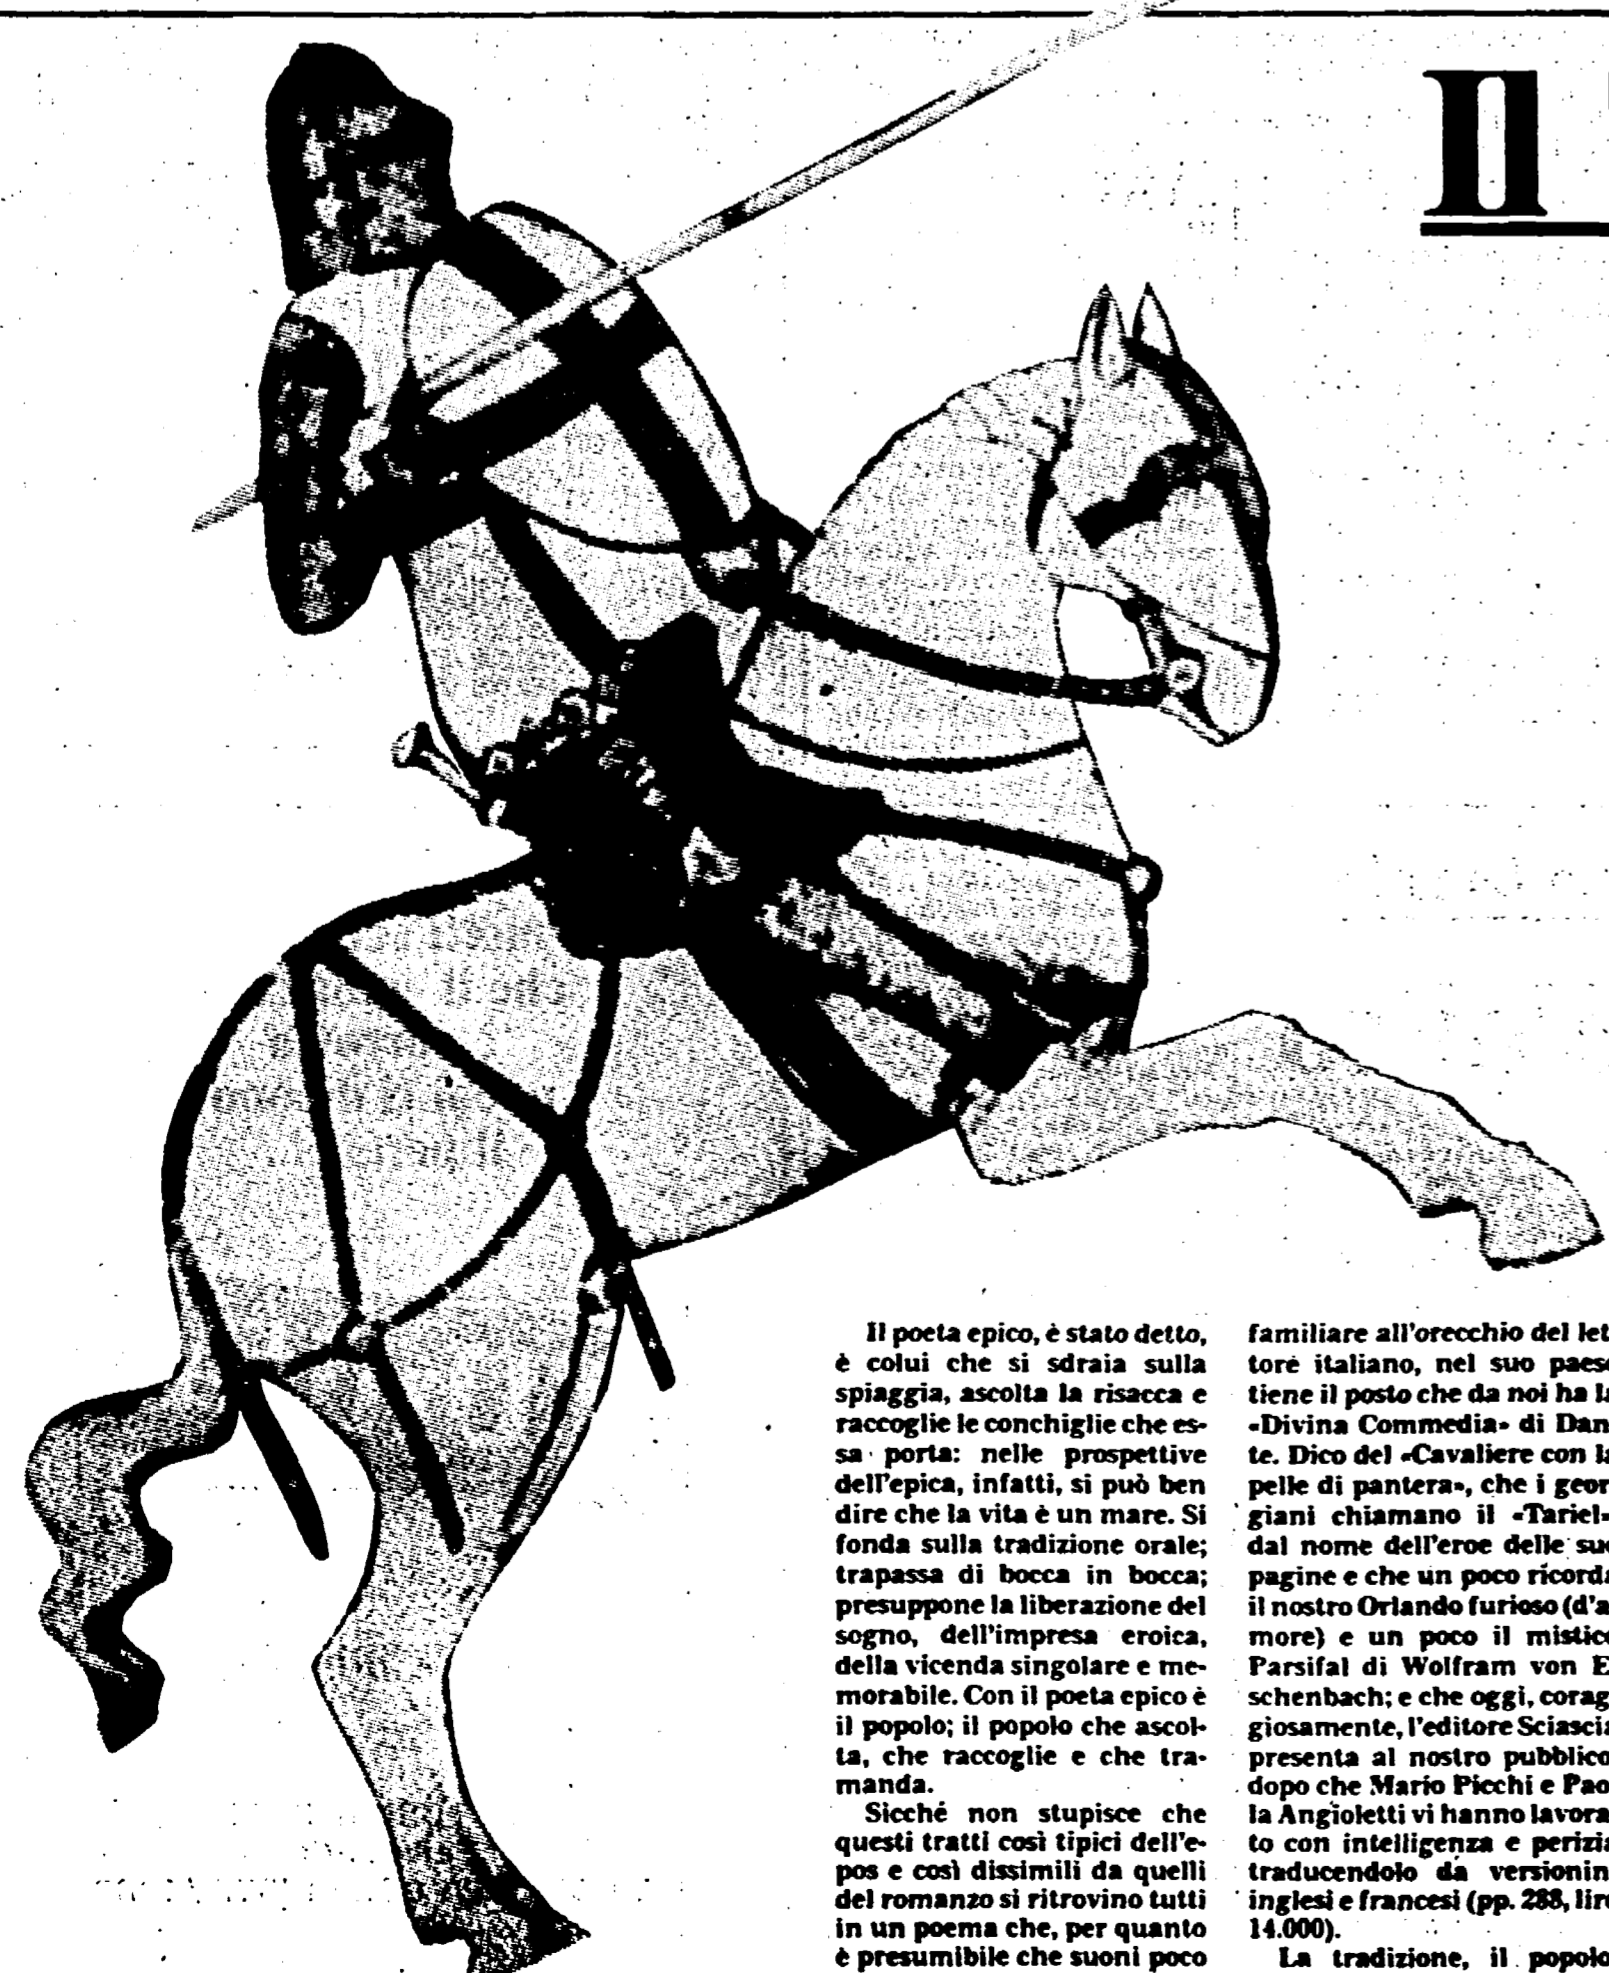 Il
Il poeta epico, è stato detto,
è colui che si sdraia sulla
spiaggia, ascolta la risacca e
raccoglie le conchiglie che es-
sa porta: nelle prospettive
dell'epica, infatti, si può ben
dire che la vita è un mare. Si
fonda sulla tradizione orale;
trapassa di bocca in bocca;
presuppone la liberazione del
sogno, dell'impresa eroica,
della vicenda singolare e me-
morabile. Con il poeta epico è
il popolo; il popolo che ascol-
ta, che raccoglie e che tra-
manda.
Sicché non stupisce che
questi tratti così tipici dell'e-
pos e così dissimili da quelli
del romanzo si ritrovino tutti
in un poema che, per quanto
è presumibile che suoni poco
familiare all'orecchio del let
tore italiano, nel suo paese
tiene il posto che da noi ha la
«Divina Commedia» di Dan
te. Dico del «Cavaliere con la
pelle di pantera», che i geor
giani chiamano il «Tariel»
dal nome dell'eroe delle sue
pagine e che un poco ricorda
il nostro Orlando furioso (d'a
more) e un poco il mistico
Parsifal di Wolfram von E
schenbach; e che oggi, corag
giosamente, l'editore Sciascia
presenta al nostro pubblico
dopo che Mario Picchi e Pao
la Angioletti vi hanno lavora
to con intelligenza e perizia
traducendolo da versionin
inglesi e francesi (pp. 288, lire
14.000).
La tradizione, il popolo